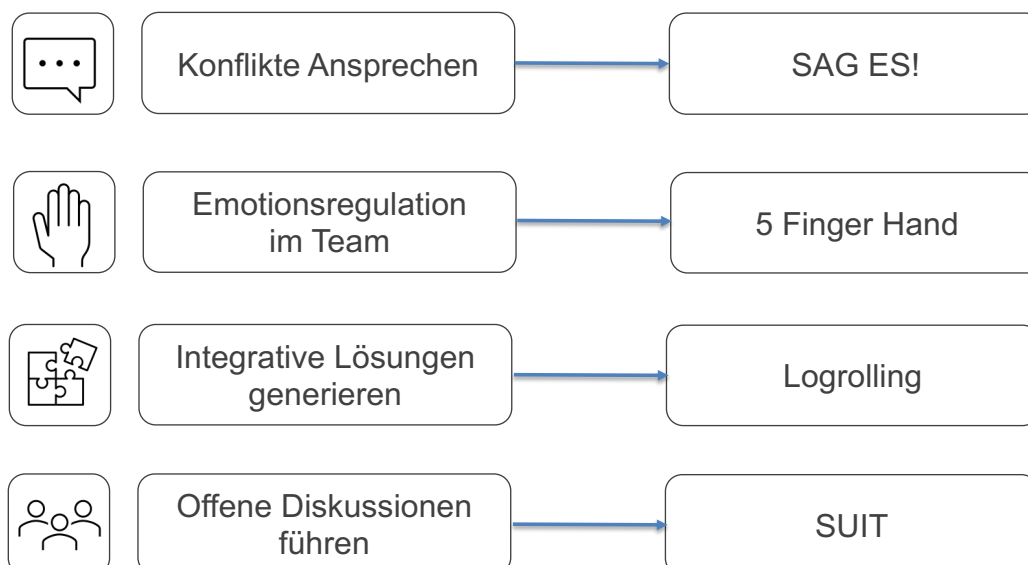 Konflikte Ansprechen
SAG ES!
Emotionsregulation
im Team
5 Finger Hand
Integrative Lösungen
generieren
Logrolling
Offene Diskussionen
führen
SUIT